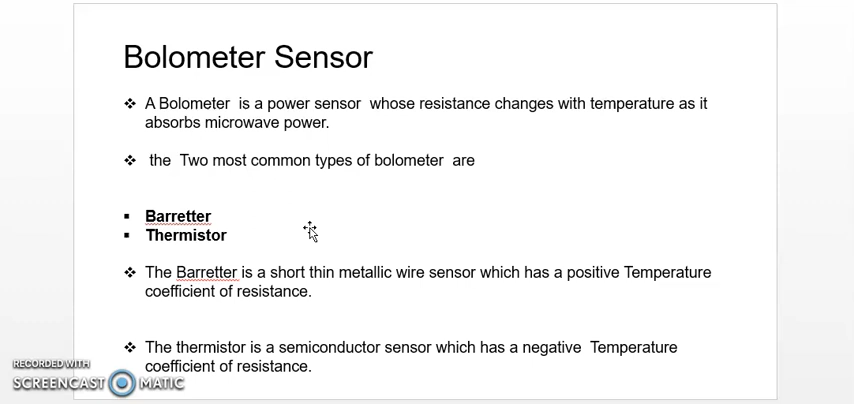 Bolometer Sensor
❖ A Bolometer is a power sensor whose resistance changes with temperature as it
absorbs microwave power.
❖ the Two most common types of bolometer are
▪ Barretter
▪ Thermistor
❖ The Barretter is a short thin metallic wire sensor which has a positive Temperature
coefficient of resistance.
❖ The thermistor is a semiconductor sensor which has a negative Temperature
coefficient of resistance.
RECORDED WITH
SCREENCAST MATIC